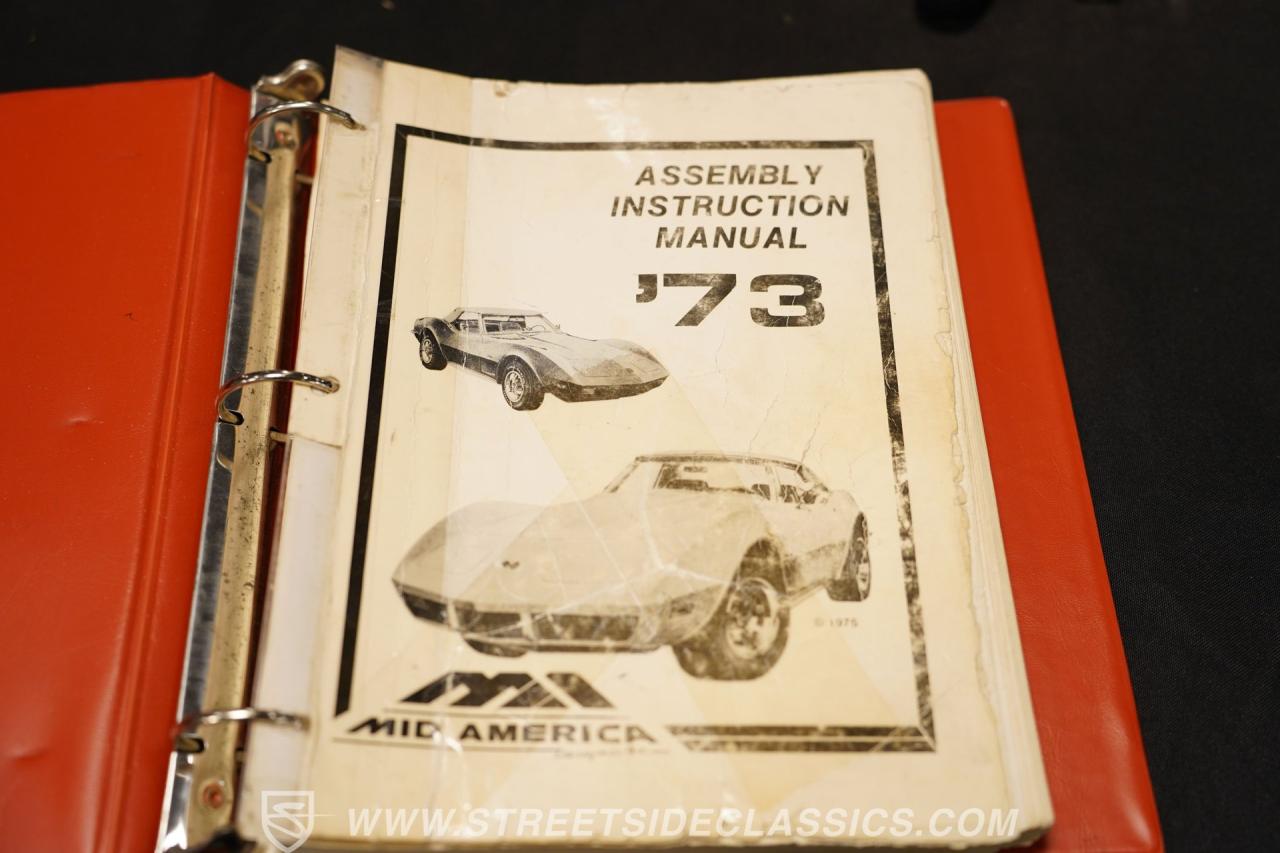 ASSEMBLY
INSTRUCTION
MANUAL
'73
© 1975
MID AMERICA
WWW.STREETSIDECLASSICS.COM